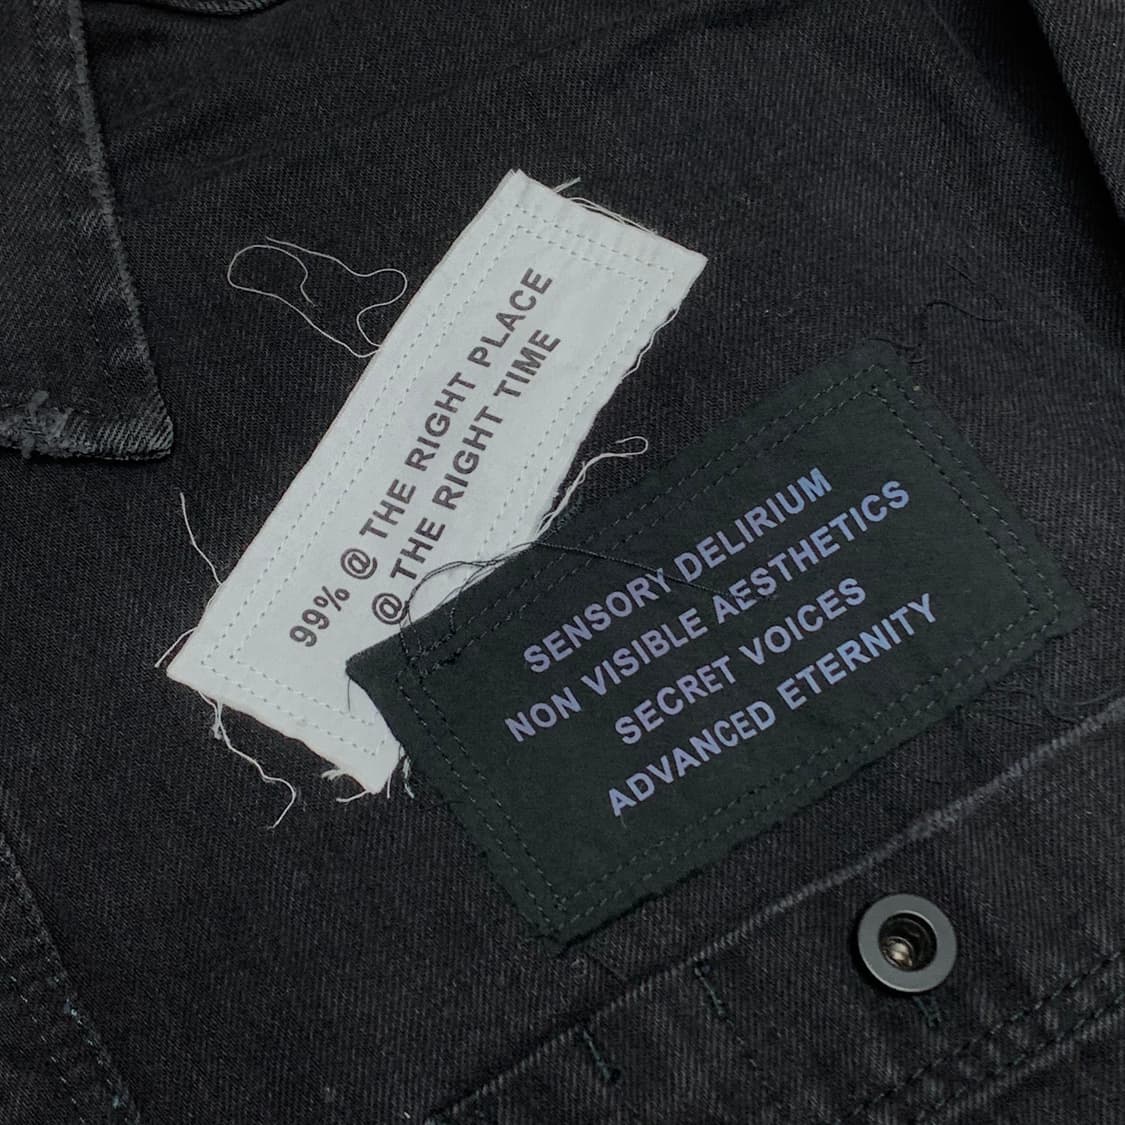 99% @ THE RIGHT PLACE
@ THE RIGHT TIME
SENSORY DELIRIUM
NON VISIBLE AESTHETICS
SECRET VOICES
ADVANCED ETERNITY